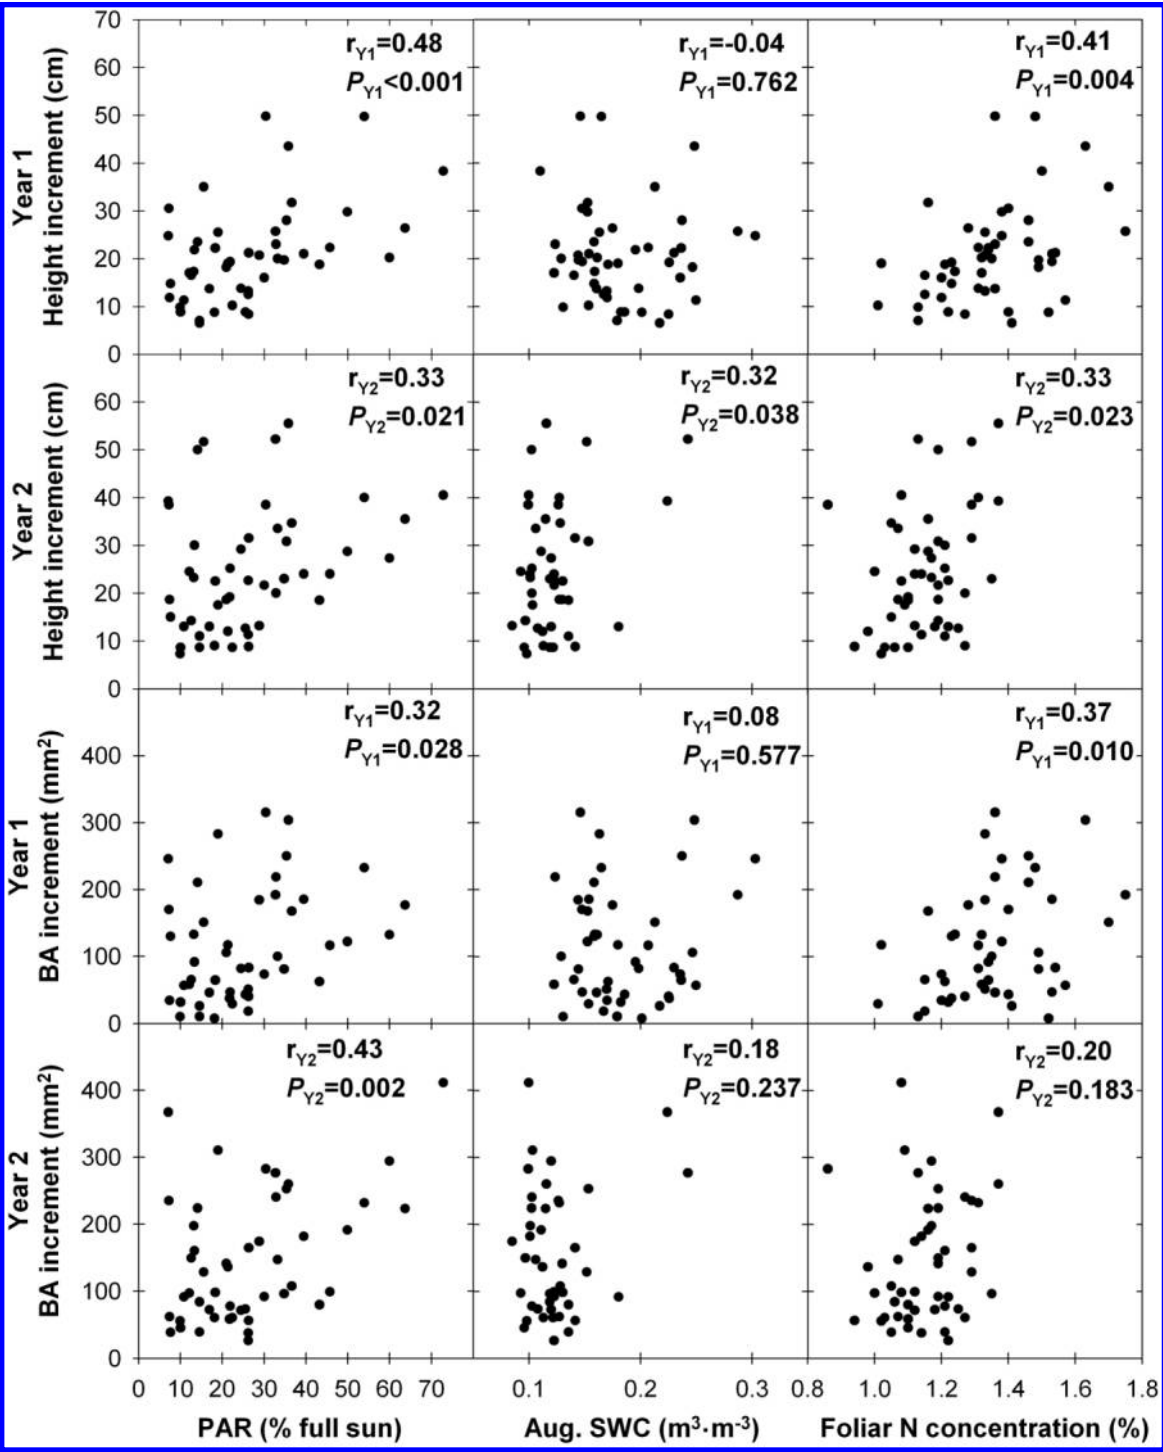 Year 1
Height increment (cm)
70
60
50
40
30
20
10
0
rY1=0.48
PY1<0.001
rY1=-0.04
PY1=0.762
rY1=0.41
PY1=0.004
Year 2
Height increment (cm)
60
50
40
30
20
10
0
rY2=0.33
PY2=0.021
rY2=0.32
PY2=0.038
rY2=0.33
PY2=0.023
Year 1
BA increment (mm²)
400
300
200
100
0
rY1=0.32
PY1=0.028
rY1=0.08
PY1=0.577
rY1=0.37
PY1=0.010
Year 2
BA increment (mm²)
400
300
200
100
0
rY2=0.43
PY2=0.002
rY2=0.18
PY2=0.237
rY2=0.20
PY2=0.183
0 10 20 30 40 50 60 70
0.1 0.2 0.3
0.8 1.0 1.2 1.4 1.6 1.8
PAR (% full sun)
Aug. SWC (m³·m⁻³)
Foliar N concentration (%)